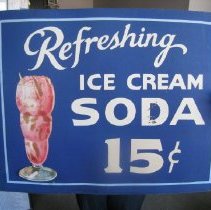 Refreshing
ICE CREAM
SODA
15¢